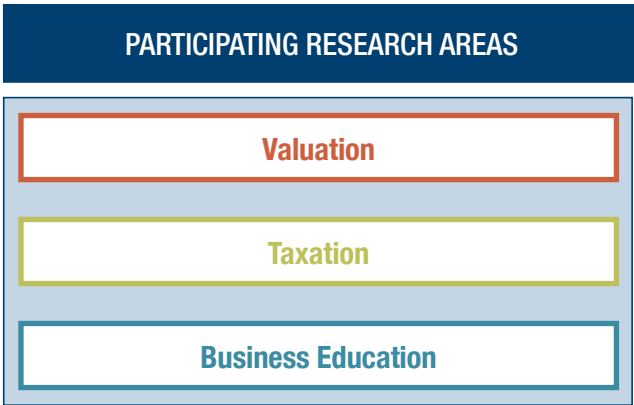 PARTICIPATING RESEARCH AREAS
Valuation
Taxation
Business Education